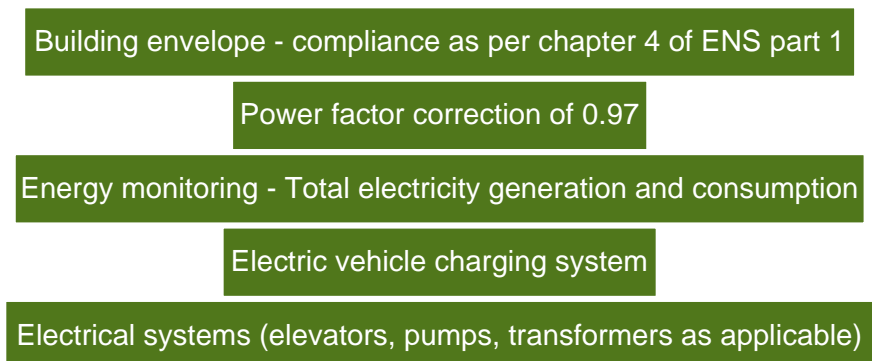 Building envelope - compliance as per chapter 4 of ENS part 1
Power factor correction of 0.97
Energy monitoring - Total electricity generation and consumption
Electric vehicle charging system
Electrical systems (elevators, pumps, transformers as applicable)